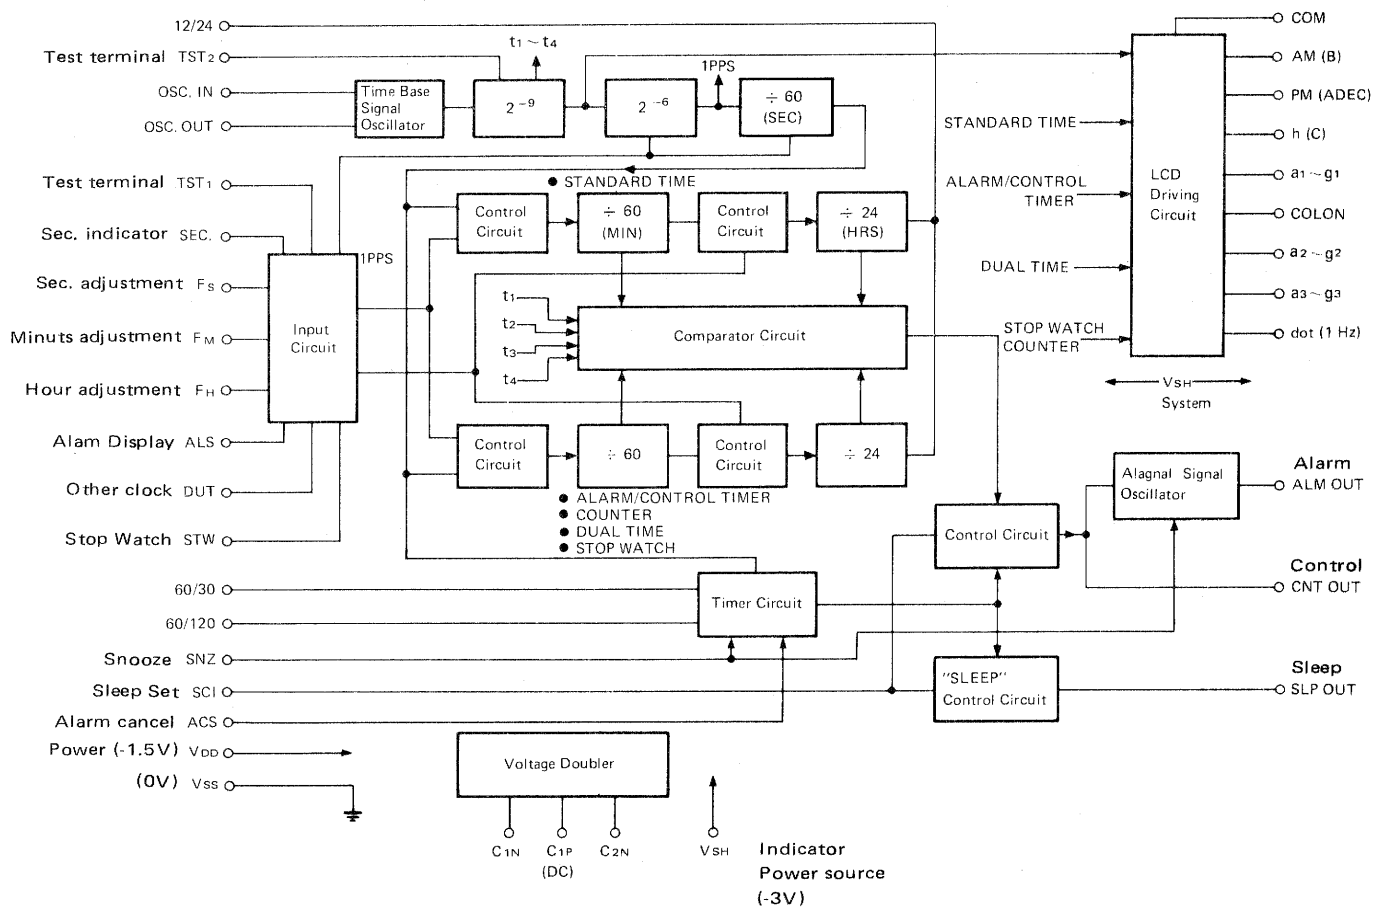 12/24
Test terminal TST2
t1 ~ t4
1PPS
OSC. IN
OSC. OUT
Time Base
Signal
Oscillator
2 -9
2 -6
÷ 60
(SEC)
COM
AM (B)
PM (ADEC)
h (C)
a1 ~ g1
COLON
a2 ~ g2
a3 ~ g3
dot (1 Hz)
STANDARD TIME
ALARM/CONTROL
TIMER
DUAL TIME
STOP WATCH
COUNTER
LCD
Driving
Circuit
VSH
System
Test terminal TST1
Sec. indicator SEC.
Sec. adjustment FS
Minuts adjustment FM
Hour adjustment FH
Alam Display ALS
Other clock DUT
Stop Watch STW
1PPS
Input
Circuit
● STANDARD TIME
Control
Circuit
÷ 60
(MIN)
Control
Circuit
÷ 24
(HRS)
t1
t2
t3
t4
Comparator Circuit
Control
Circuit
÷ 60
Control
Circuit
÷ 24
● ALARM/CONTROL TIMER
● COUNTER
● DUAL TIME
● STOP WATCH
Alagnal Signal
Oscillator
Alarm
ALM OUT
Control Circuit
Control
CNT OUT
60/30
60/120
Timer Circuit
Snooze SNZ
Sleep Set SCI
Alarm cancel ACS
"SLEEP"
Control Circuit
Sleep
SLP OUT
Power (-1.5V) VDD
(0V) VSS
Voltage Doubler
C1N
C1P
(DC)
C2N
VSH
Indicator
Power source
(-3V)